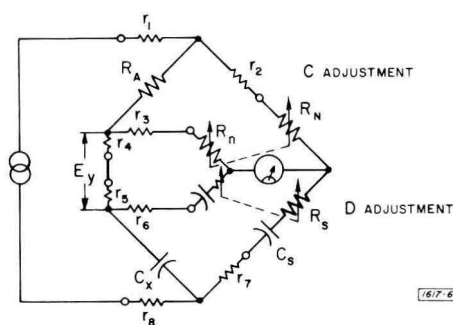 r1
RA
r2
C ADJUSTMENT
r3
Rn
RN
r4
Ey
r5
D ADJUSTMENT
r6
Rs
Cx
Cs
r7
r8
1617-6